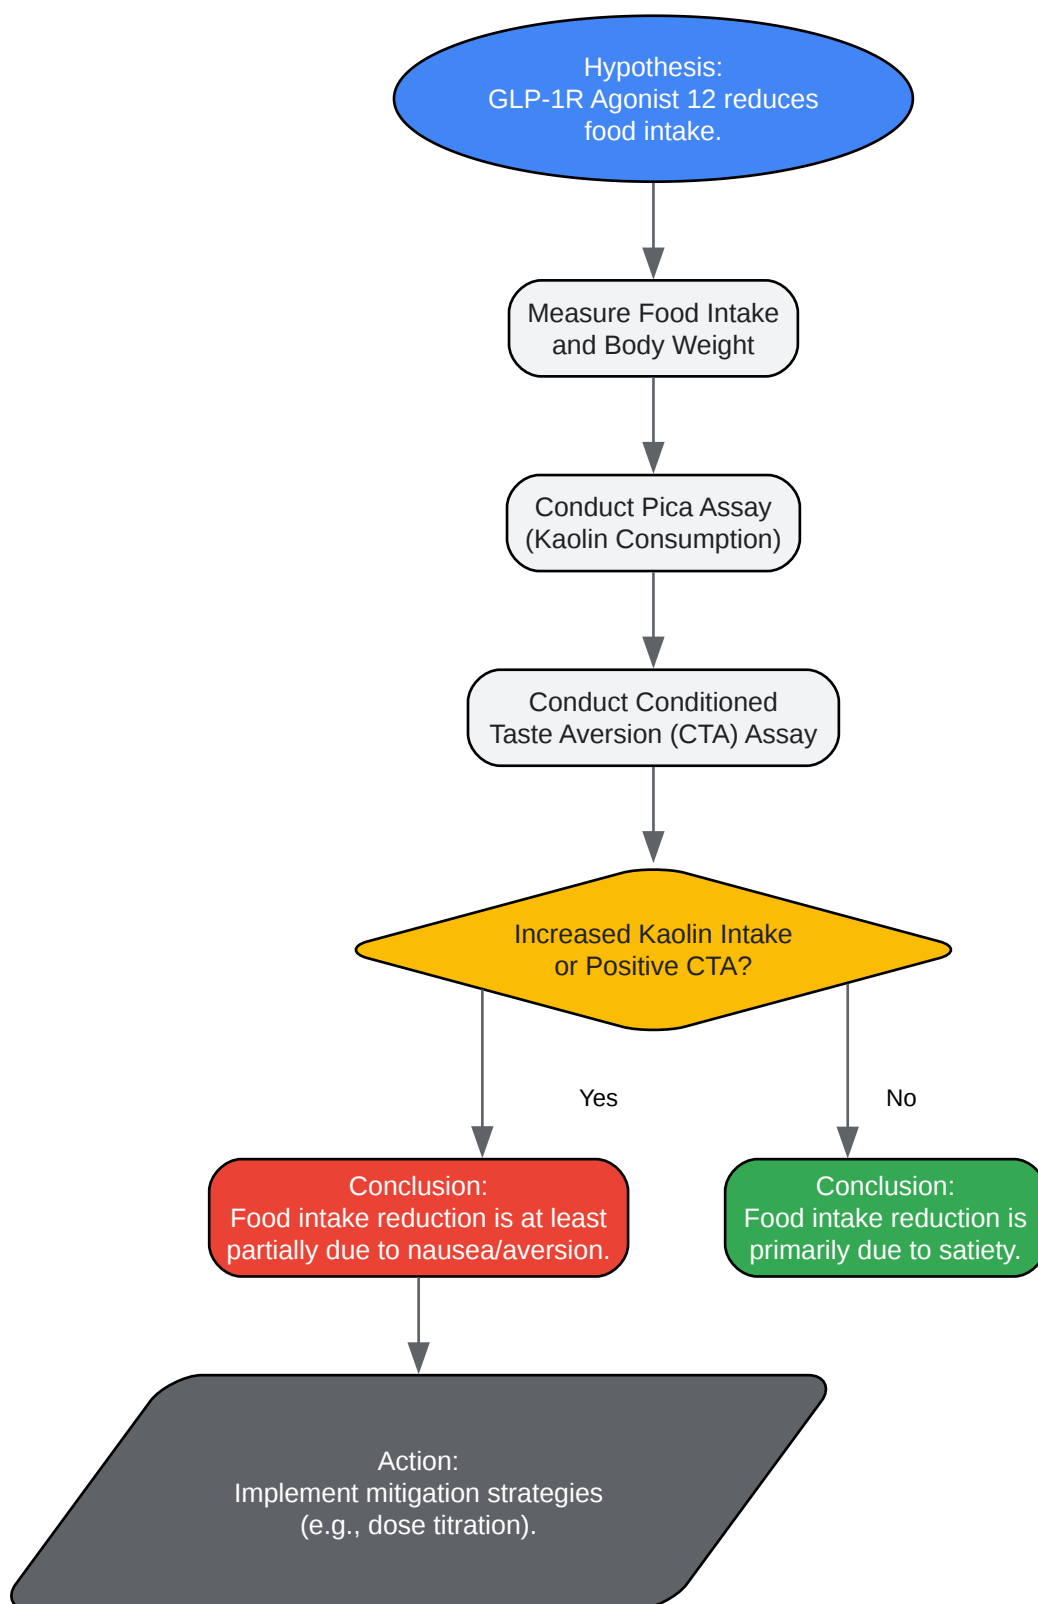 Hypothesis:
GLP-1R Agonist 12 reduces
food intake.
Measure Food Intake
and Body Weight
Conduct Pica Assay
(Kaolin Consumption)
Conduct Conditioned
Taste Aversion (CTA) Assay
Increased Kaolin Intake
or Positive CTA?
Yes
No
Conclusion:
Food intake reduction is at least
partially due to nausea/aversion.
Conclusion:
Food intake reduction is
primarily due to satiety.
Action:
Implement mitigation strategies
(e.g., dose titration).